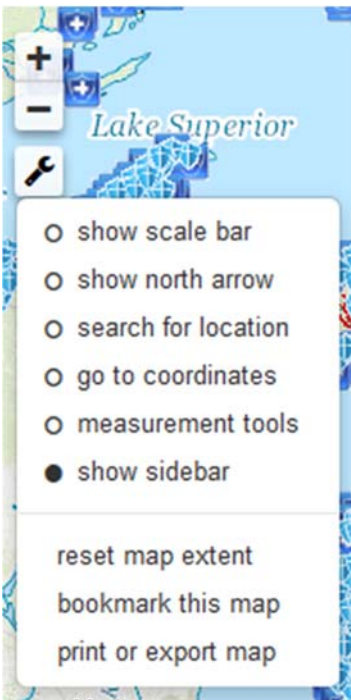 +
−
Lake Superior
show scale bar
show north arrow
search for location
go to coordinates
measurement tools
show sidebar
reset map extent
bookmark this map
print or export map